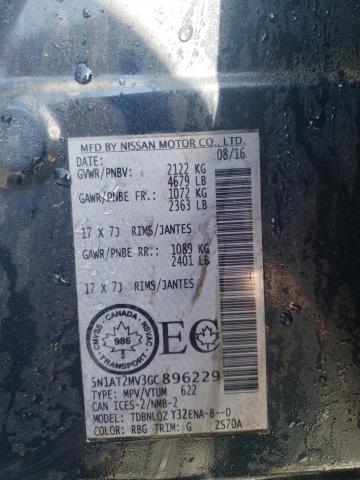 MFD BY NISSAN MOTOR CO., LTD.
DATE: 08/16
GVWR/PNBV: 2122 KG
4679 LB
GAWR/PNBE FR.: 1072 KG
2363 LB
17 X 7J RIMS/JANTES
GAWR/PNBE RR.: 1089 KG
2401 LB
17 X 7J RIMS/JANTES
CANADA
CMVSS NSVAC
986
TRANSPORT
EC
5N1AT2MV3GC896229
TYPE: MPV/VTUM 622
CAN ICES-2/NMB-2
MODEL: TDBNLQZ T32ENA-B--D
COLOR: RBG TRIM: G ZS70A